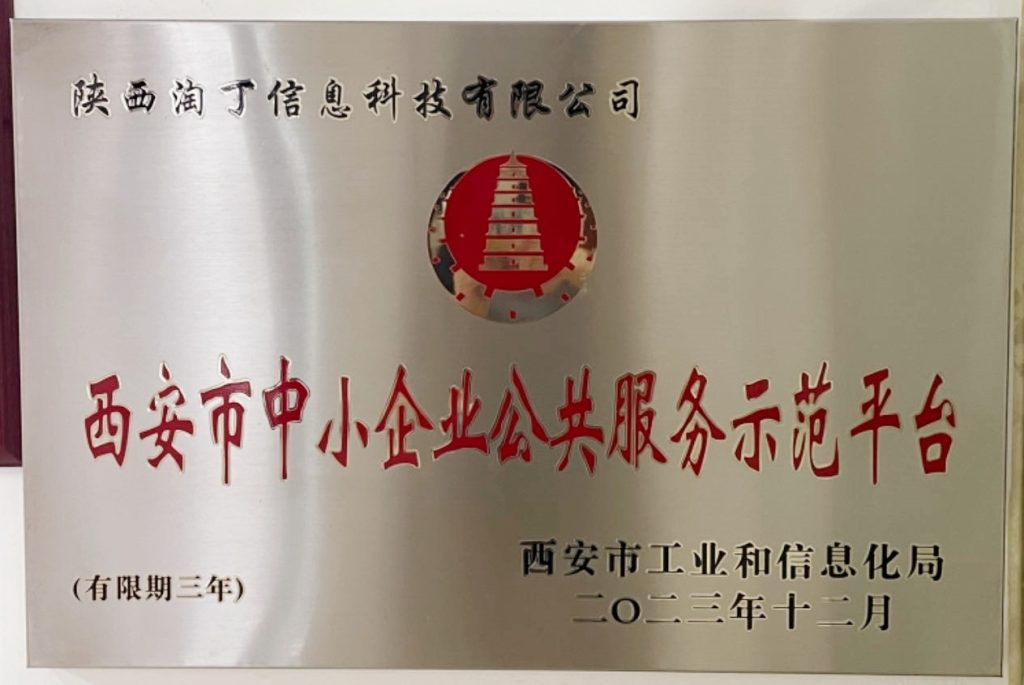 陕西淘丁信息科技有限公司
西安市中小企业公共服务示范平台
(有限期三年)
西安市工业和信息化局
二〇二三年十二月